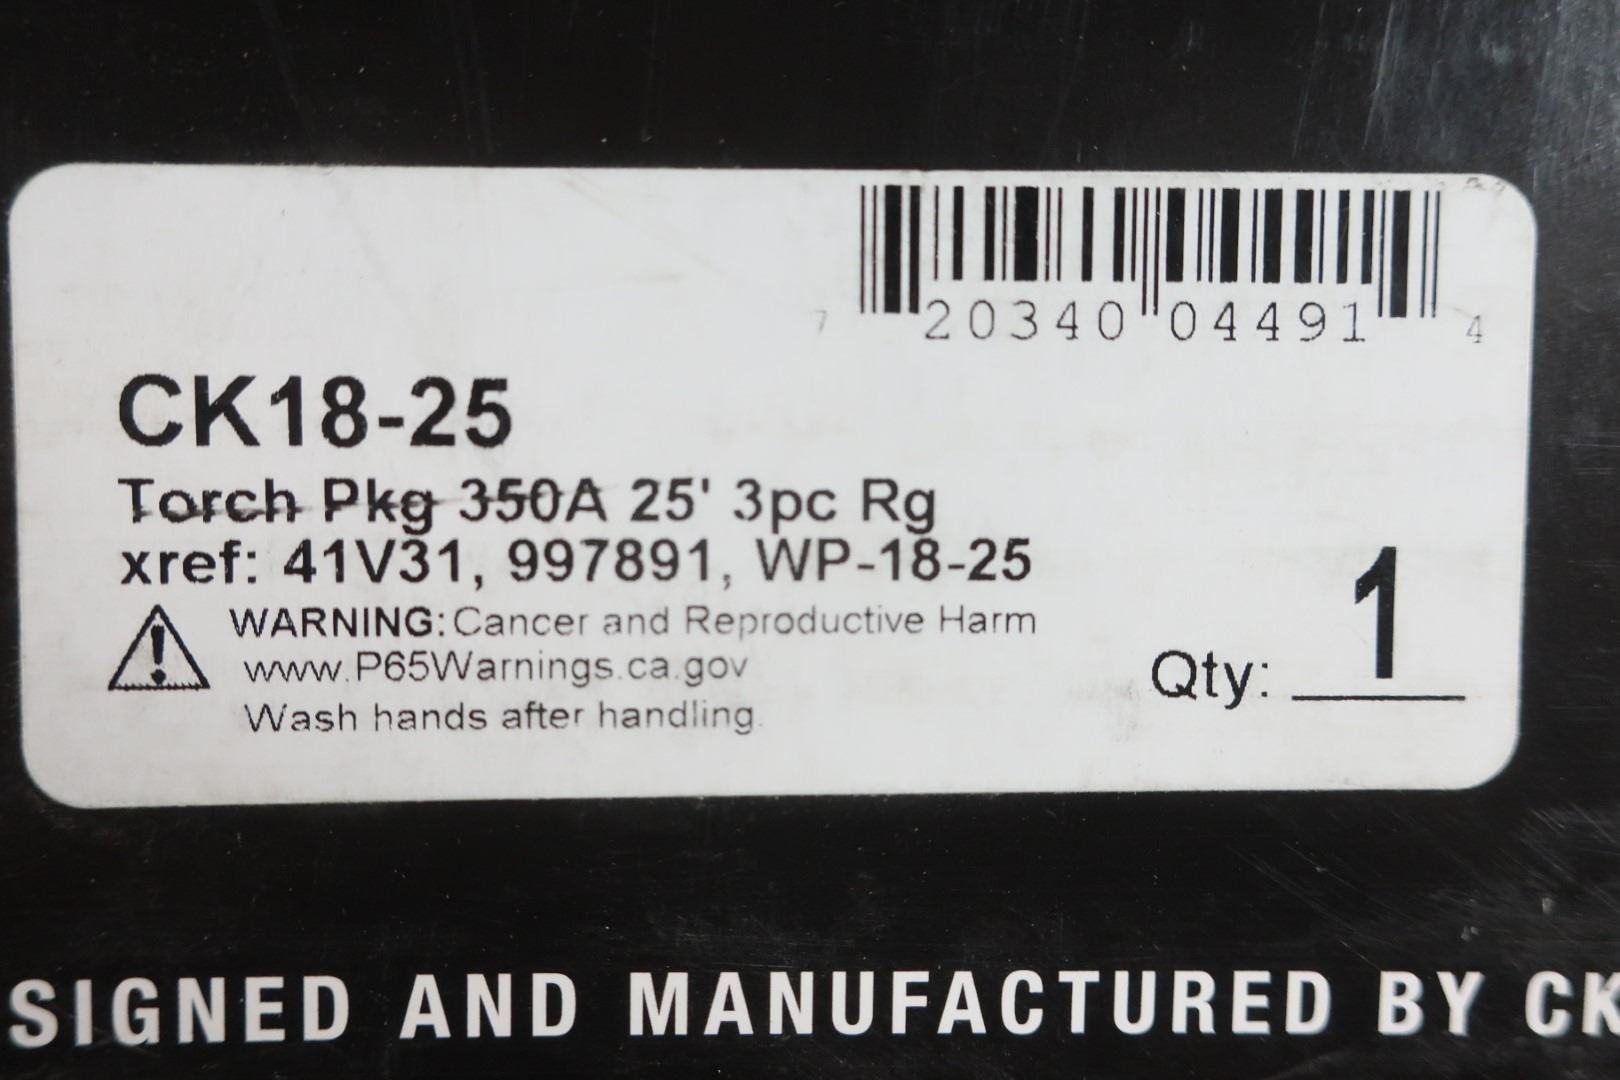 7 20340 04491 4
CK18-25
Torch Pkg 350A 25' 3pc Rg
xref: 41V31, 997891, WP-18-25
WARNING: Cancer and Reproductive Harm
www.P65Warnings.ca.gov
Wash hands after handling.
Qty: 1
SIGNED AND MANUFACTURED BY CK